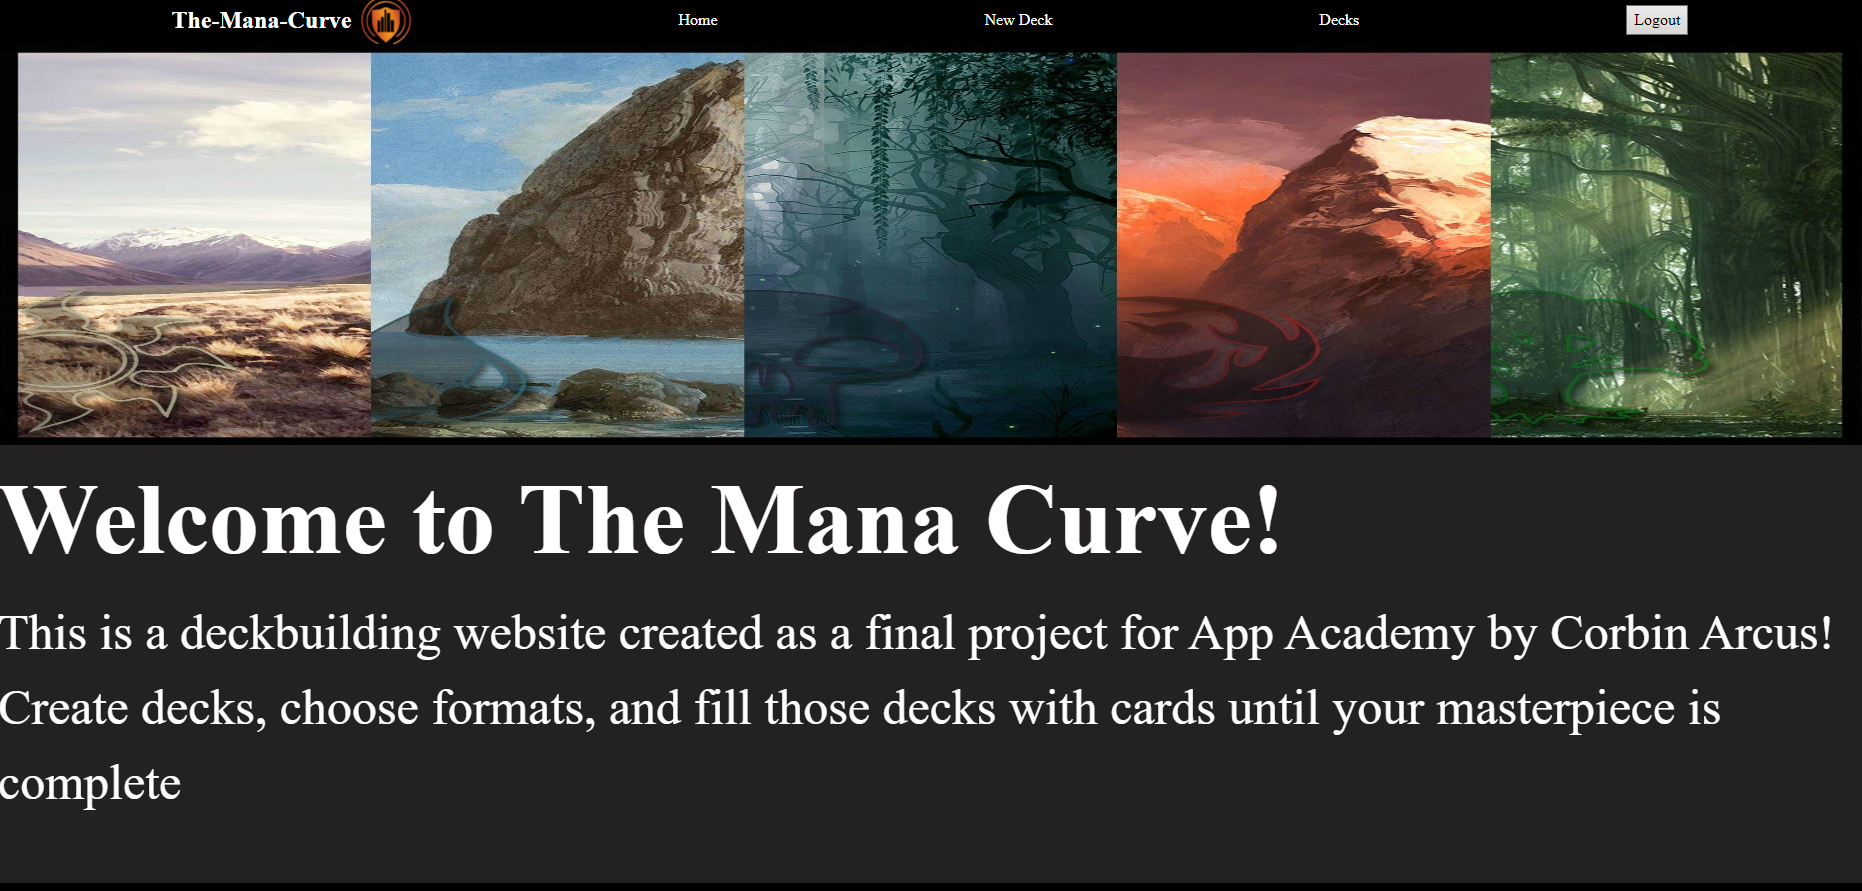 The-Mana-Curve
Home
New Deck
Decks
Logout
Welcome to The Mana Curve!
This is a deckbuilding website created as a final project for App Academy by Corbin Arcus!
Create decks, choose formats, and fill those decks with cards until your masterpiece is
complete